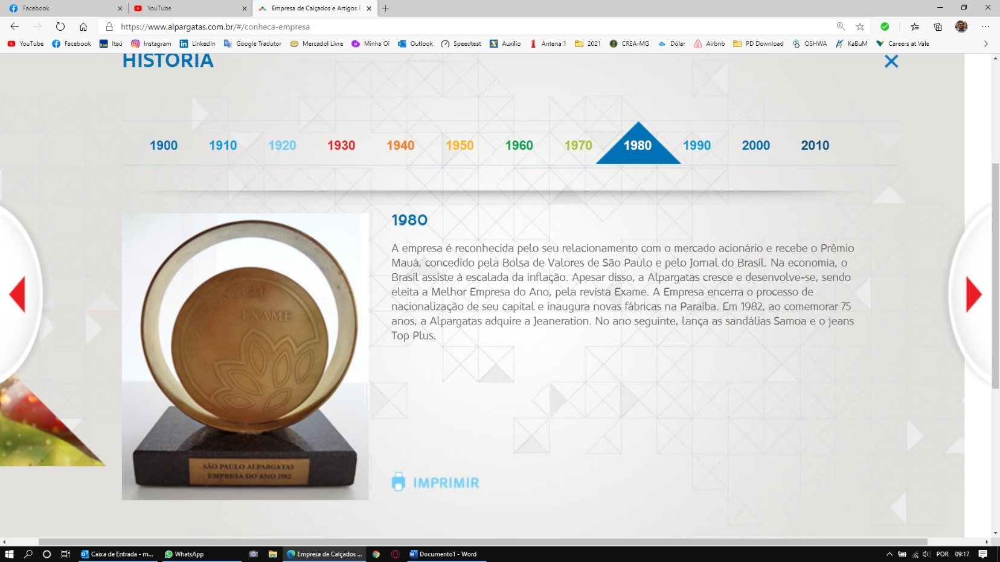 Facebook
YouTube
Empresa de Calçados e Artigos E
https://www.alpargatas.com.br/#/conheca-empresa
YouTube Facebook Itaú Instagram LinkedIn Google Tradutor Mercadol Livre Minha Oi Outlook Speedtest Auxílio Antena 1 2021 CREA-MG Dólar Airbnb PD Download OSHWA KaBuM Careers at Vale
HISTÓRIA
1900 1910 1920 1930 1940 1950 1960 1970 1980 1990 2000 2010
1980
A empresa é reconhecida pelo seu relacionamento com o mercado acionário e recebe o Prêmio
Mauá, concedido pela Bolsa de Valores de São Paulo e pelo Jornal do Brasil. Na economia, o
Brasil assiste à escalada da inflação. Apesar disso, a Alpargatas cresce e desenvolve-se, sendo
eleita a Melhor Empresa do Ano, pela revista Exame. A Empresa encerra o processo de
nacionalização de seu capital e inaugura novas fábricas na Paraíba. Em 1982, ao comemorar 75
anos, a Alpargatas adquire a Jeaneration. No ano seguinte, lança as sandálias Samoa e o jeans
Top Plus.
EXAME
SÃO PAULO ALPARGATAS
EMPRESA DO ANO 1982
IMPRIMIR
Caixa de Entrada - m...
WhatsApp
Empresa de Calçados ...
Documento1 - Word
POR
09:17